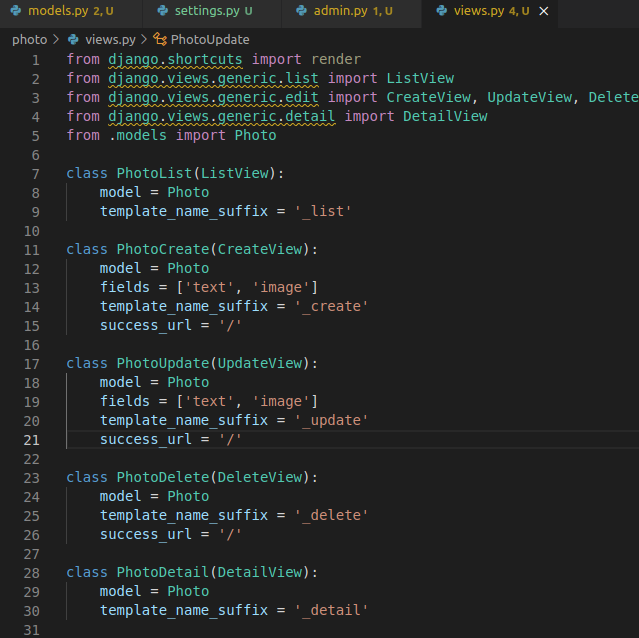 models.py 2, U settings.py U admin.py 1, U views.py 4, U ×
photo > views.py > PhotoUpdate
1 from django.shortcuts import render
2 from django.views.generic.list import ListView
3 from django.views.generic.edit import CreateView, UpdateView, Delete
4 from django.views.generic.detail import DetailView
5 from .models import Photo
6
7 class PhotoList(ListView):
8 model = Photo
9 template_name_suffix = '_list'
10
11 class PhotoCreate(CreateView):
12 model = Photo
13 fields = ['text', 'image']
14 template_name_suffix = '_create'
15 success_url = '/'
16
17 class PhotoUpdate(UpdateView):
18 model = Photo
19 fields = ['text', 'image']
20 template_name_suffix = '_update'
21 success_url = '/'
22
23 class PhotoDelete(DeleteView):
24 model = Photo
25 template_name_suffix = '_delete'
26 success_url = '/'
27
28 class PhotoDetail(DetailView):
29 model = Photo
30 template_name_suffix = '_detail'
31